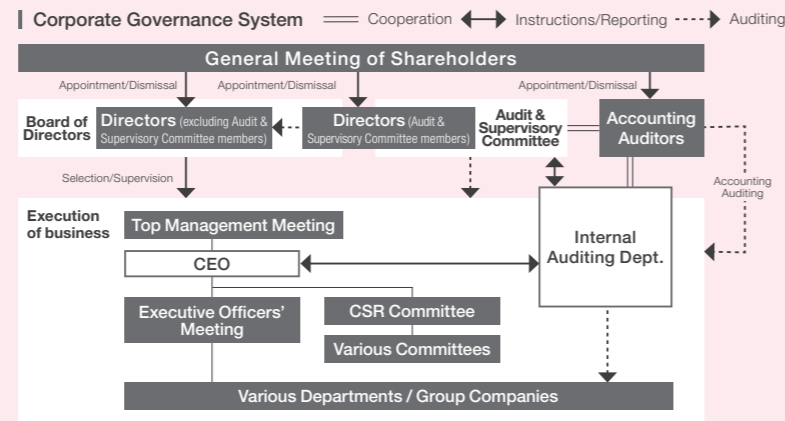 Corporate Governance System
Cooperation
Instructions/Reporting
Auditing
General Meeting of Shareholders
Appointment/Dismissal
Appointment/Dismissal
Appointment/Dismissal
Board of
Directors
Directors (excluding Audit &
Supervisory Committee members)
Directors (Audit &
Supervisory Committee members)
Audit &
Supervisory
Committee
Accounting
Auditors
Selection/Supervision
Accounting
Auditing
Execution
of business
Top Management Meeting
CEO
Internal
Auditing Dept.
Executive Officers’
Meeting
CSR Committee
Various Committees
Various Departments / Group Companies